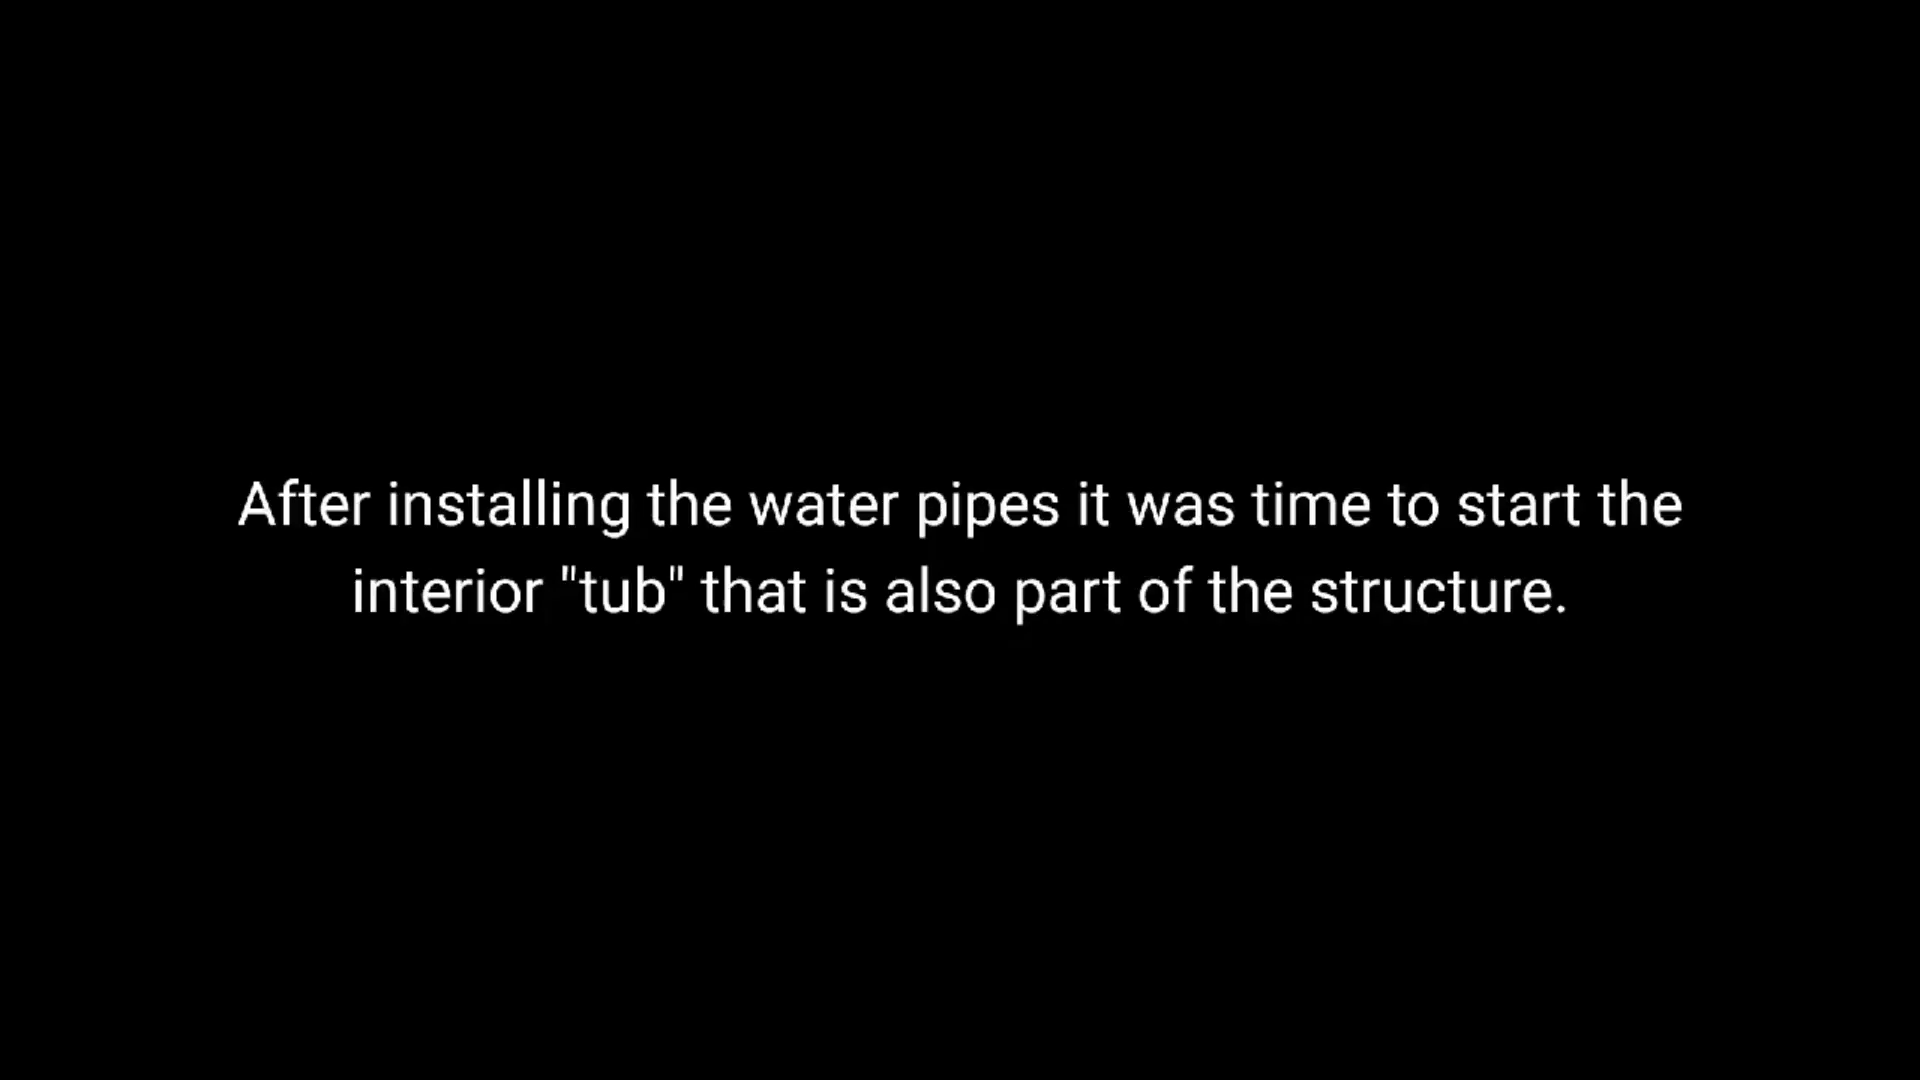 After installing the water pipes it was time to start the
interior "tub" that is also part of the structure.